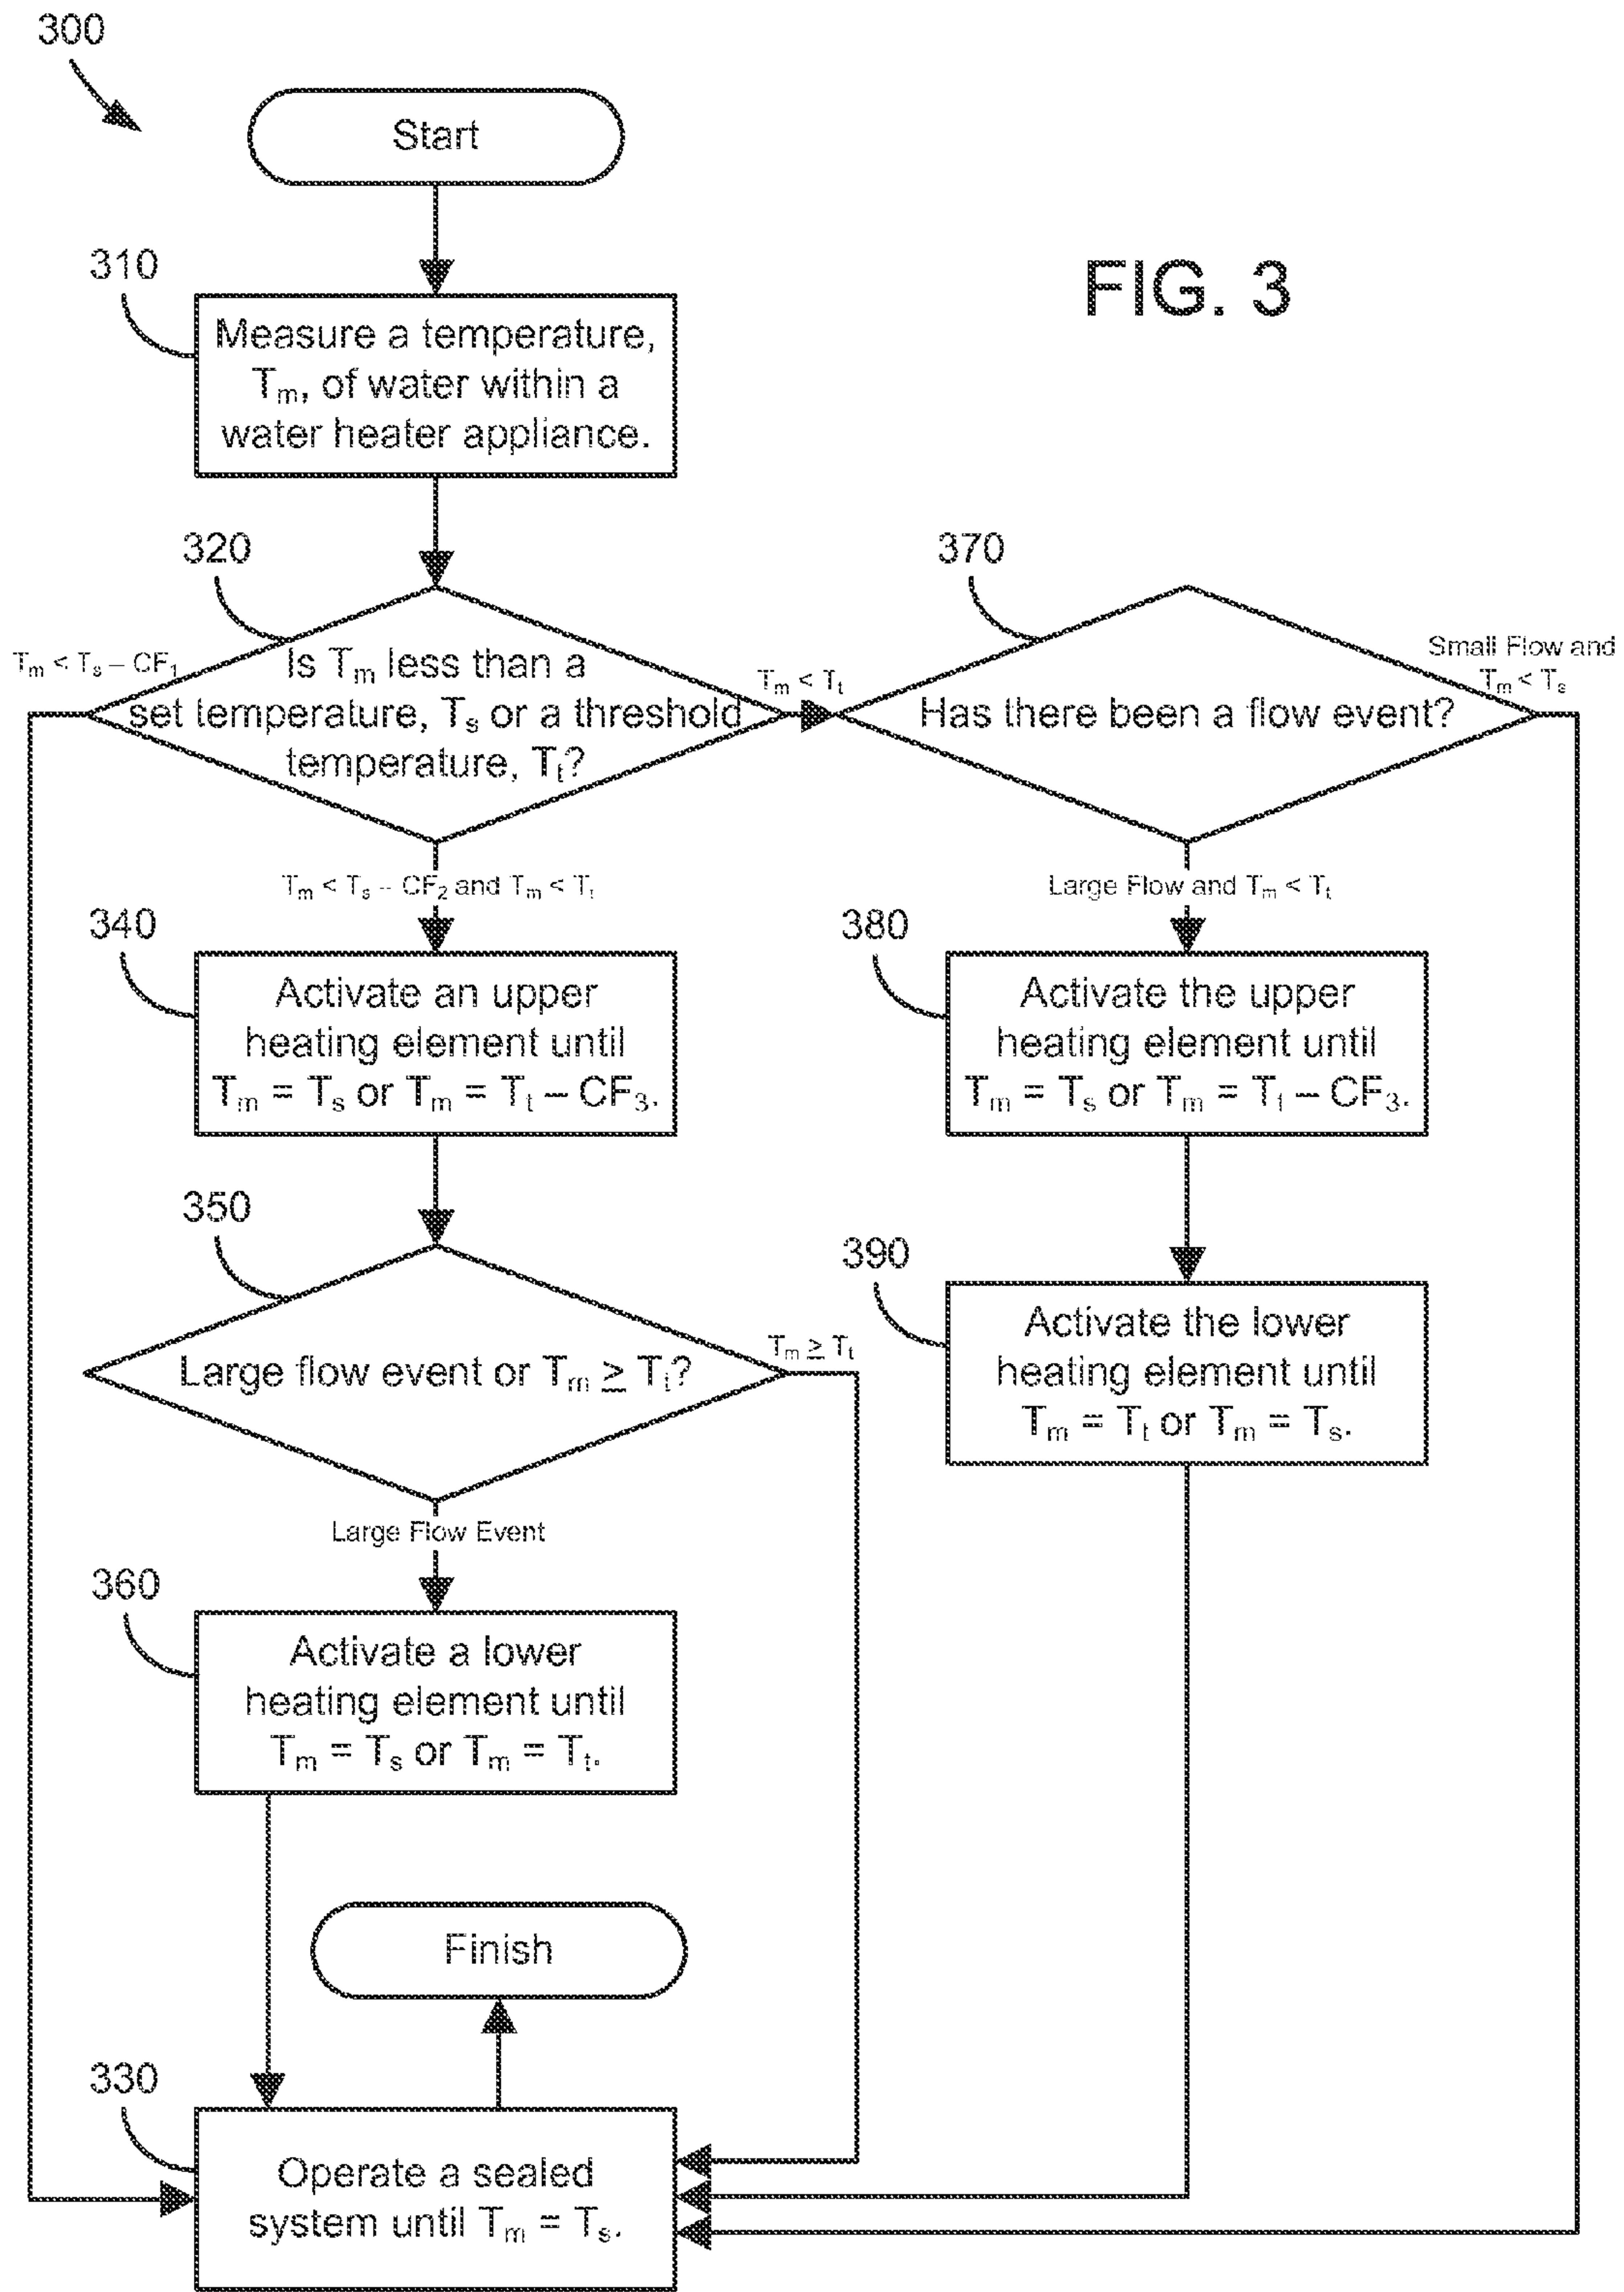 300
Start
FIG. 3
310
Measure a temperature,
Tₘ, of water within a
water heater appliance.
320
370
Tₘ < Tₛ – CF₁
Is Tₘ less than a
set temperature, Tₛ or a threshold
temperature, Tₜ?
Tₘ < Tₜ
Has there been a flow event?
Small Flow and
Tₘ < Tₛ
Tₘ < Tₛ – CF₂ and Tₘ < Tₜ
Large Flow and Tₘ < Tₜ
340
Activate an upper
heating element until
Tₘ = Tₛ or Tₘ = Tₜ – CF₃.
380
Activate the upper
heating element until
Tₘ = Tₛ or Tₘ = Tₜ – CF₃.
350
Large flow event or Tₘ ≥ Tₜ?
Tₘ ≥ Tₜ
390
Activate the lower
heating element until
Tₘ = Tₜ or Tₘ = Tₛ.
Large Flow Event
360
Activate a lower
heating element until
Tₘ = Tₛ or Tₘ = Tₜ.
Finish
330
Operate a sealed
system until Tₘ = Tₛ.